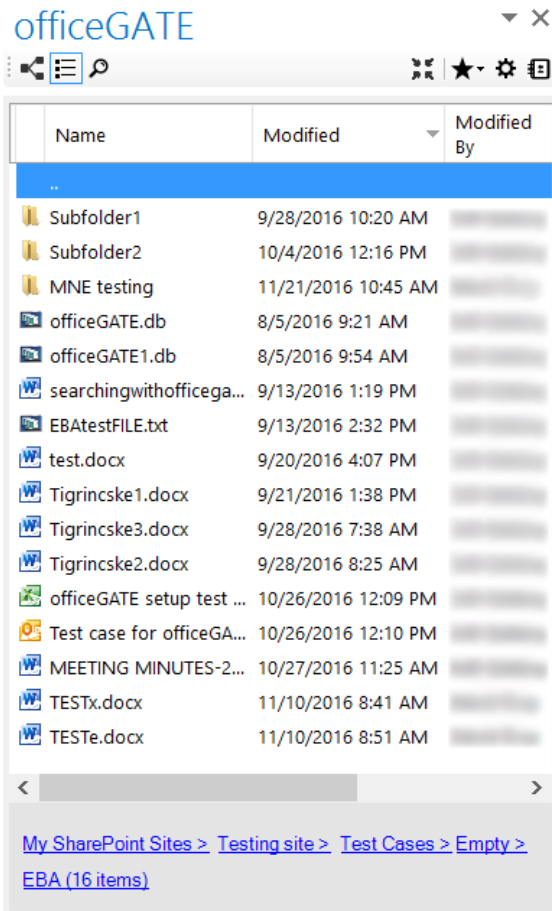 officeGATE
Name Modified Modified By
..
Subfolder1 9/28/2016 10:20 AM
Subfolder2 10/4/2016 12:16 PM
MNE testing 11/21/2016 10:45 AM
officeGATE.db 8/5/2016 9:21 AM
officeGATE1.db 8/5/2016 9:54 AM
searchingwithofficega... 9/13/2016 1:19 PM
EBAtestFILE.txt 9/13/2016 2:32 PM
test.docx 9/20/2016 4:07 PM
Tigrincske1.docx 9/21/2016 1:38 PM
Tigrincske3.docx 9/28/2016 7:38 AM
Tigrincske2.docx 9/28/2016 8:25 AM
officeGATE setup test ... 10/26/2016 12:09 PM
Test case for officeGA... 10/26/2016 12:10 PM
MEETING MINUTES-2... 10/27/2016 11:25 AM
TESTx.docx 11/10/2016 8:41 AM
TESTe.docx 11/10/2016 8:51 AM
My SharePoint Sites > Testing site > Test Cases > Empty >
EBA (16 items)